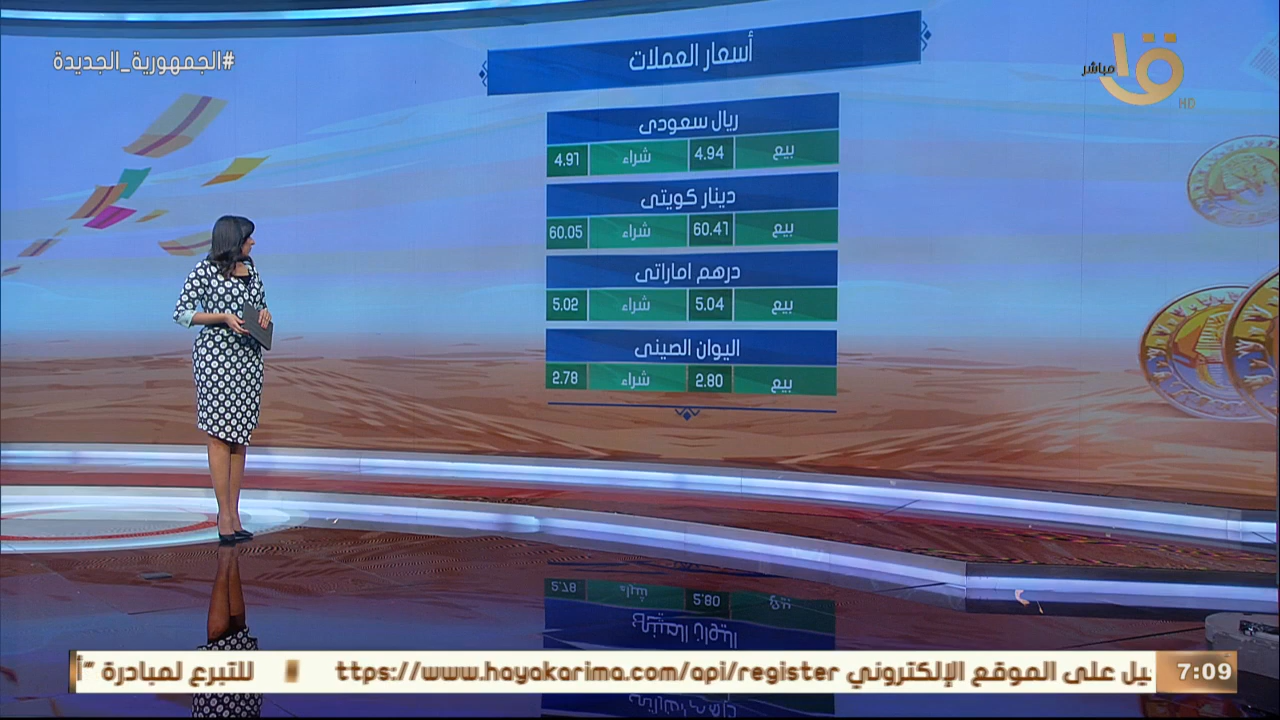 #الجمهورية_الجديدة
أسعار العملات
مباشر
HD
ريال سعودى
بيع 4.94 شراء 4.91
دينار كويتى
بيع 60.41 شراء 60.05
درهم اماراتى
بيع 5.04 شراء 5.02
اليوان الصينى
بيع 2.80 شراء 2.78
7:09 على الموقع الإلكتروني ttps://www.hayakarima.com/api/register للتبرع لمبادرة "أ